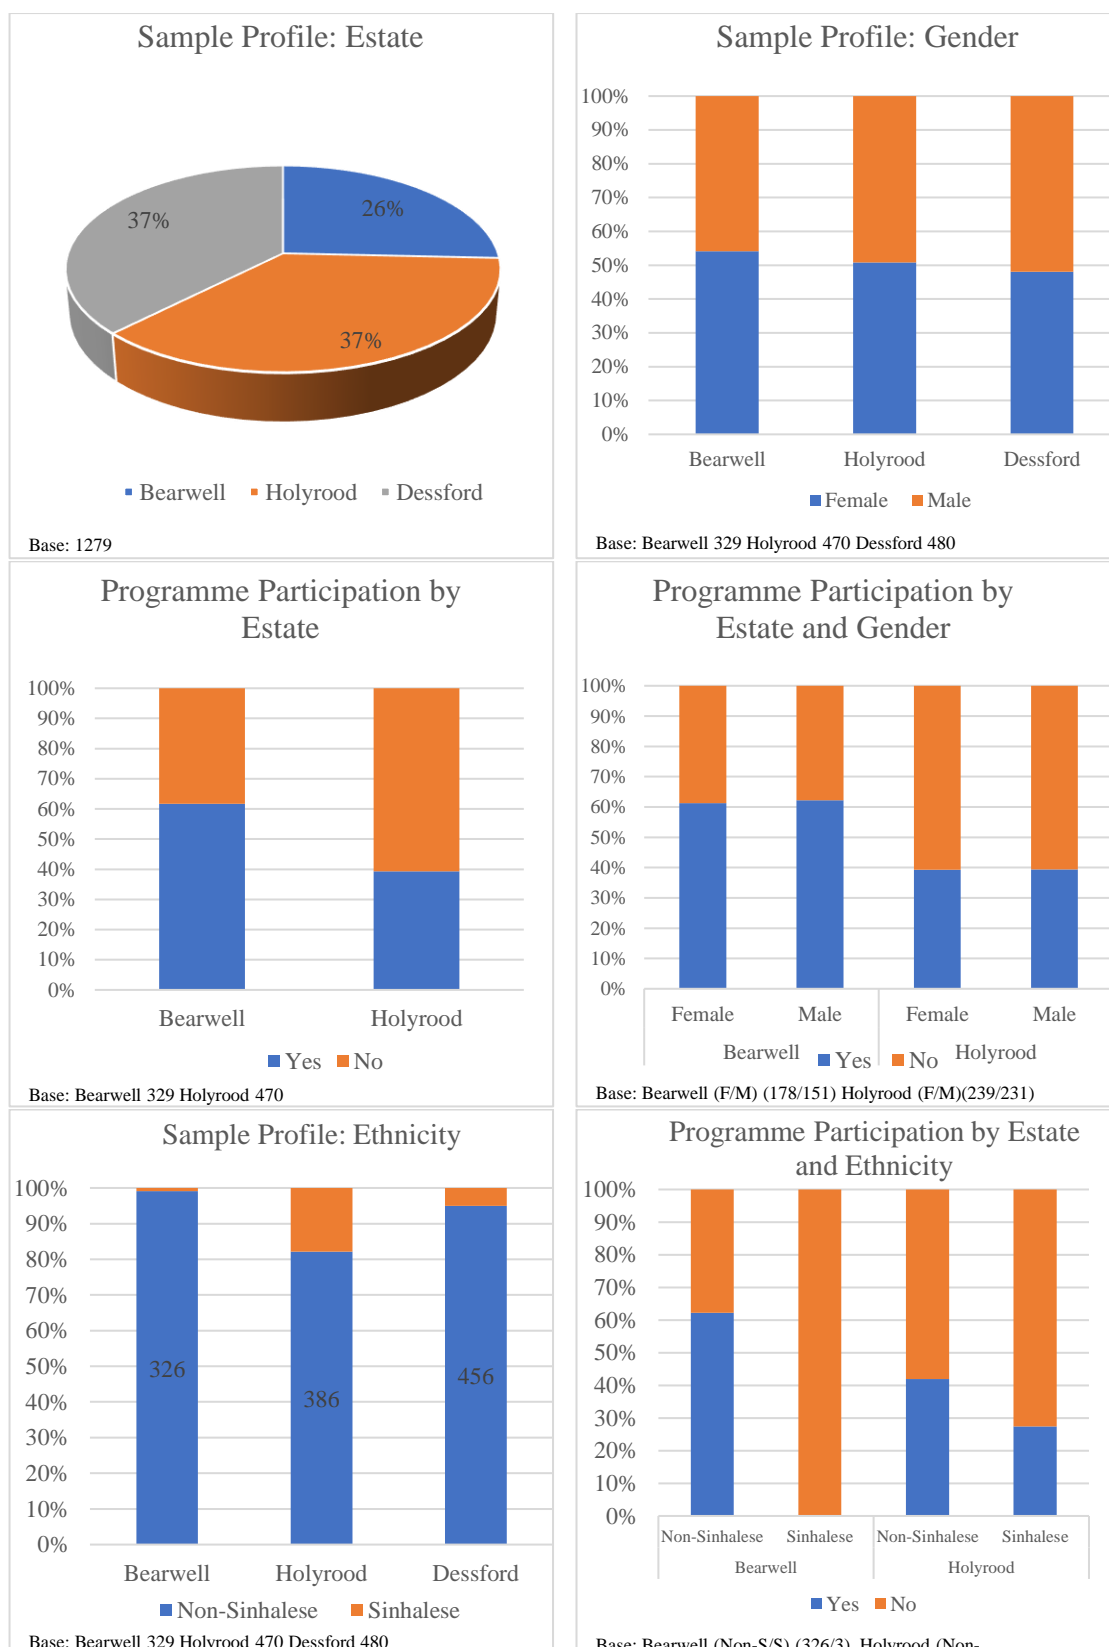 Sample Profile: Estate
26%
37%
37%
Bearwell Holyrood Dessford
Base: 1279
Sample Profile: Gender
100%
90%
80%
70%
60%
50%
40%
30%
20%
10%
0%
Bearwell Holyrood Dessford
Female Male
Base: Bearwell 329 Holyrood 470 Dessford 480
Programme Participation by
Estate
100%
90%
80%
70%
60%
50%
40%
30%
20%
10%
0%
Bearwell Holyrood
Yes No
Base: Bearwell 329 Holyrood 470
Programme Participation by
Estate and Gender
100%
90%
80%
70%
60%
50%
40%
30%
20%
10%
0%
Female Male Female Male
Bearwell Holyrood
Yes No
Base: Bearwell (F/M) (178/151) Holyrood (F/M)(239/231)
Sample Profile: Ethnicity
100%
90%
80%
70%
60%
50%
40%
30%
20%
10%
0%
326
386
456
Bearwell Holyrood Dessford
Non-Sinhalese Sinhalese
Base: Bearwell 329 Holyrood 470 Dessford 480
Programme Participation by Estate
and Ethnicity
100%
90%
80%
70%
60%
50%
40%
30%
20%
10%
0%
Non-Sinhalese Sinhalese Non-Sinhalese Sinhalese
Bearwell Holyrood
Yes No
Base: Bearwell (Non-S/S) (326/3) Holyrood (Non-